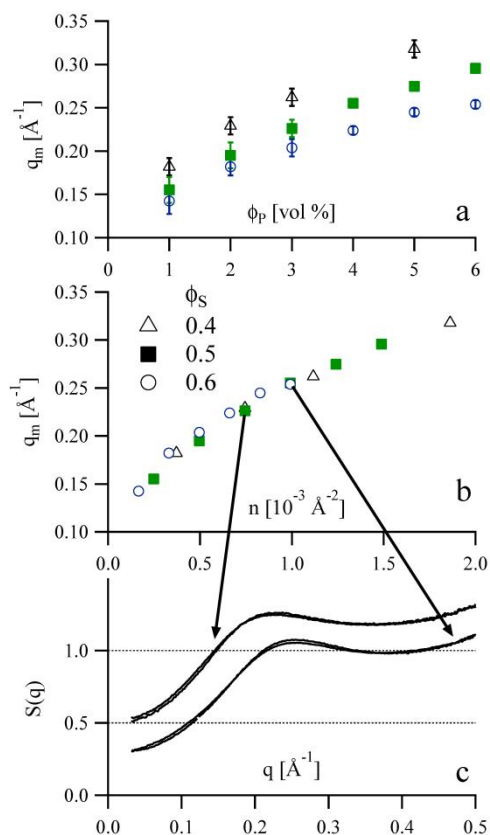 0.35
0.30
0.25
0.20
0.15
0.10
q_m [Å⁻¹]
ϕ_P [vol %]
a
0 1 2 3 4 5 6
0.35
0.30
0.25
0.20
0.15
0.10
q_m [Å⁻¹]
ϕ_S
0.4
0.5
0.6
n [10⁻³ Å⁻²]
b
0.0 0.5 1.0 1.5 2.0
1.0
0.5
0.0
S(q)
q [Å⁻¹]
c
0.0 0.1 0.2 0.3 0.4 0.5